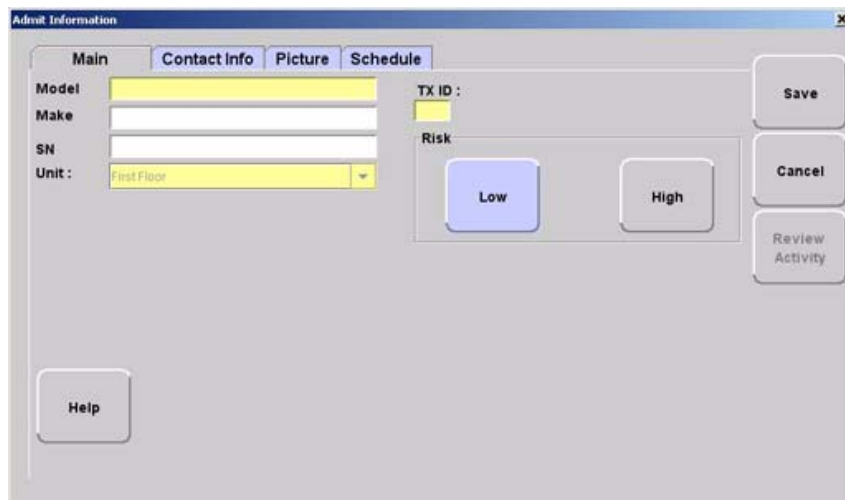 Admit Information
Main
Contact Info
Picture
Schedule
Model
Make
SN
Unit :
First Floor
TX ID :
Risk
Low
High
Save
Cancel
Review
Activity
Help